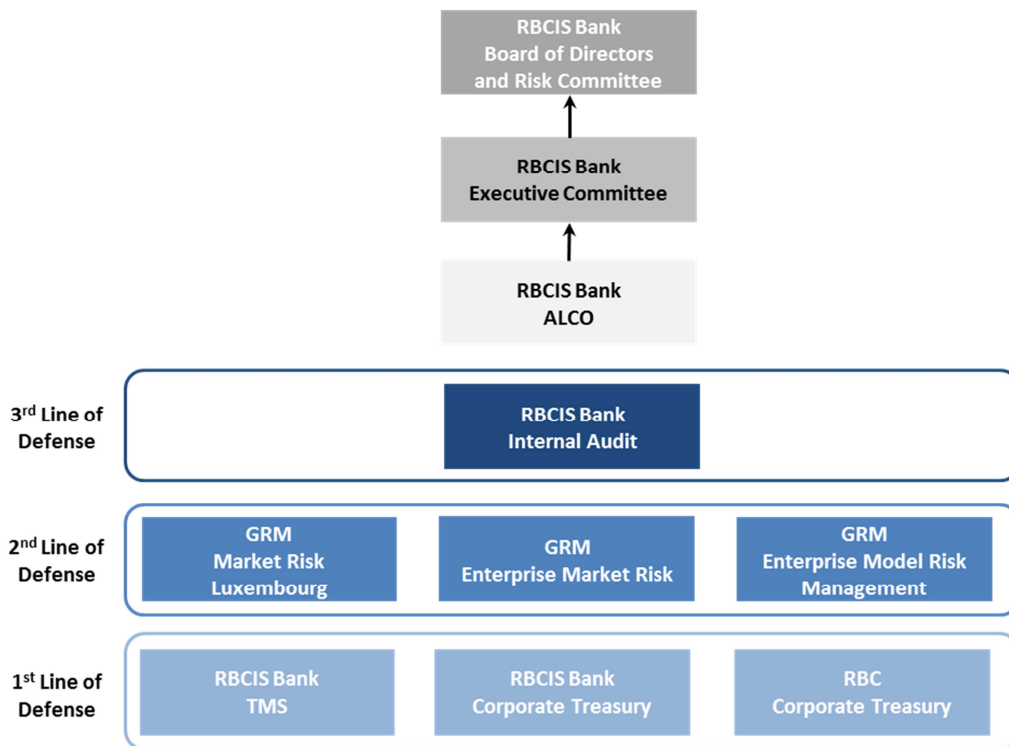 RBCIS Bank
Board of Directors
and Risk Committee
RBCIS Bank
Executive Committee
RBCIS Bank
ALCO
3rd Line of
Defense
RBCIS Bank
Internal Audit
2nd Line of
Defense
GRM
Market Risk
Luxembourg
GRM
Enterprise Market Risk
GRM
Enterprise Model Risk
Management
1st Line of
Defense
RBCIS Bank
TMS
RBCIS Bank
Corporate Treasury
RBC
Corporate Treasury